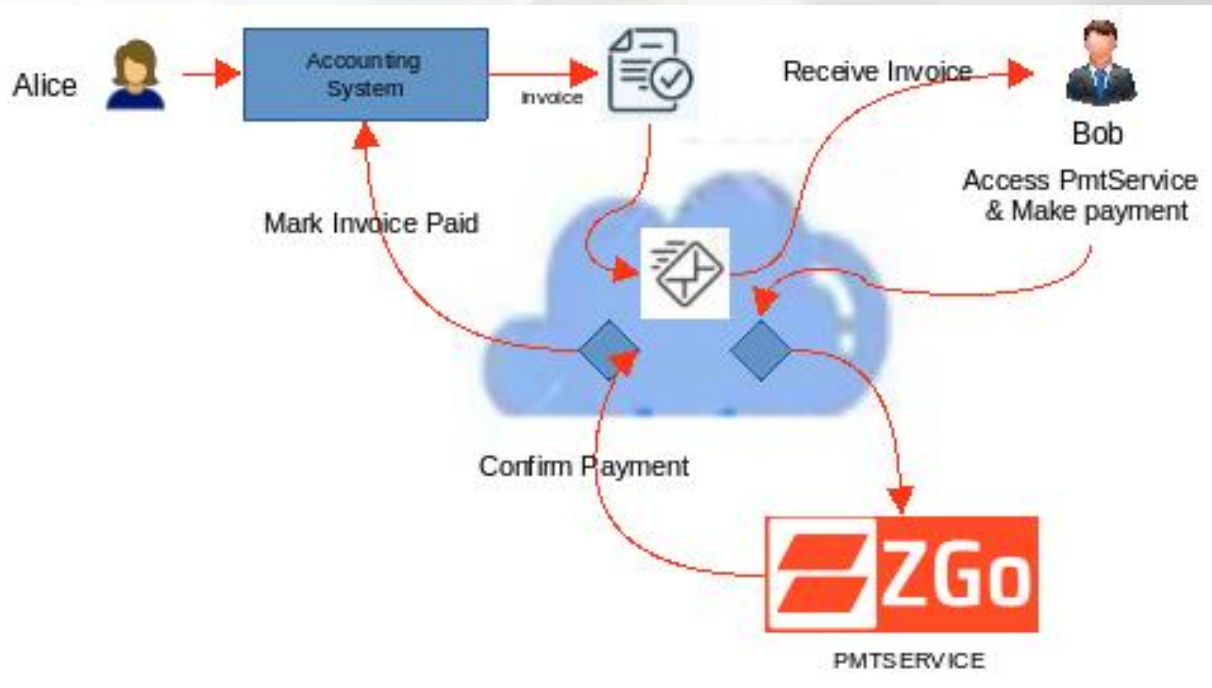 Alice
Accounting
System
Invoice
Receive Invoice
Bob
Access PmtService
& Make payment
Mark Invoice Paid
Confirm Payment
ZGo
PMTSERVICE